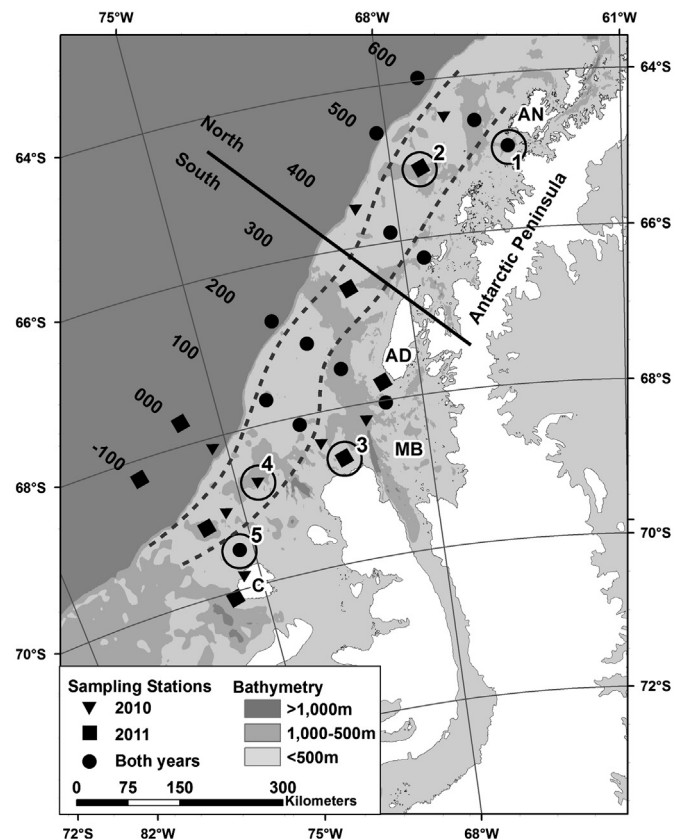 75°W
68°W
61°W
600
64°S
AN
500
2
1
North
64°S
South
400
66°S
300
Antarctic Peninsula
200
66°S
100
AD
68°S
000
-100
3
MB
4
68°S
5
70°S
C
70°S
72°S
Sampling Stations
Bathymetry
2010
>1,000m
2011
1,000-500m
Both years
<500m
0 75 150 300
Kilometers
72°S
82°W
75°W
68°W